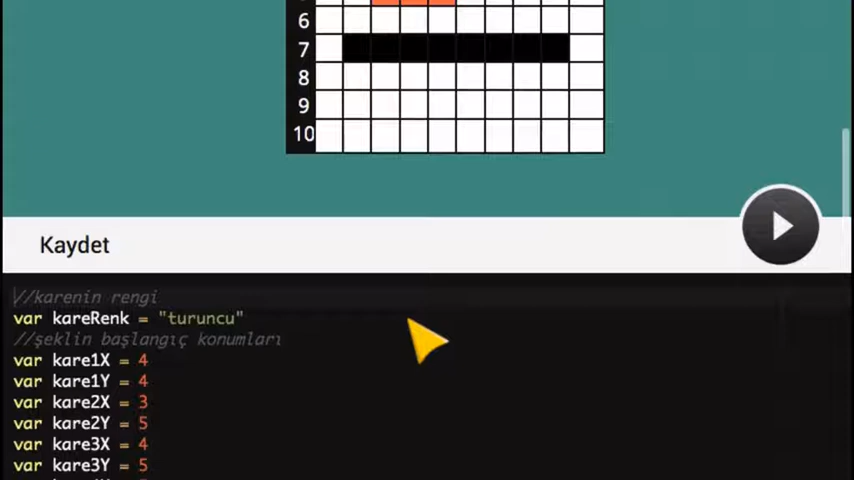 6
7
8
9
10
Kaydet
//karenin rengi
var kareRenk = "turuncu"
//şeklin başlangıç konumları
var kare1X = 4
var kare1Y = 4
var kare2X = 3
var kare2Y = 5
var kare3X = 4
var kare3Y = 5